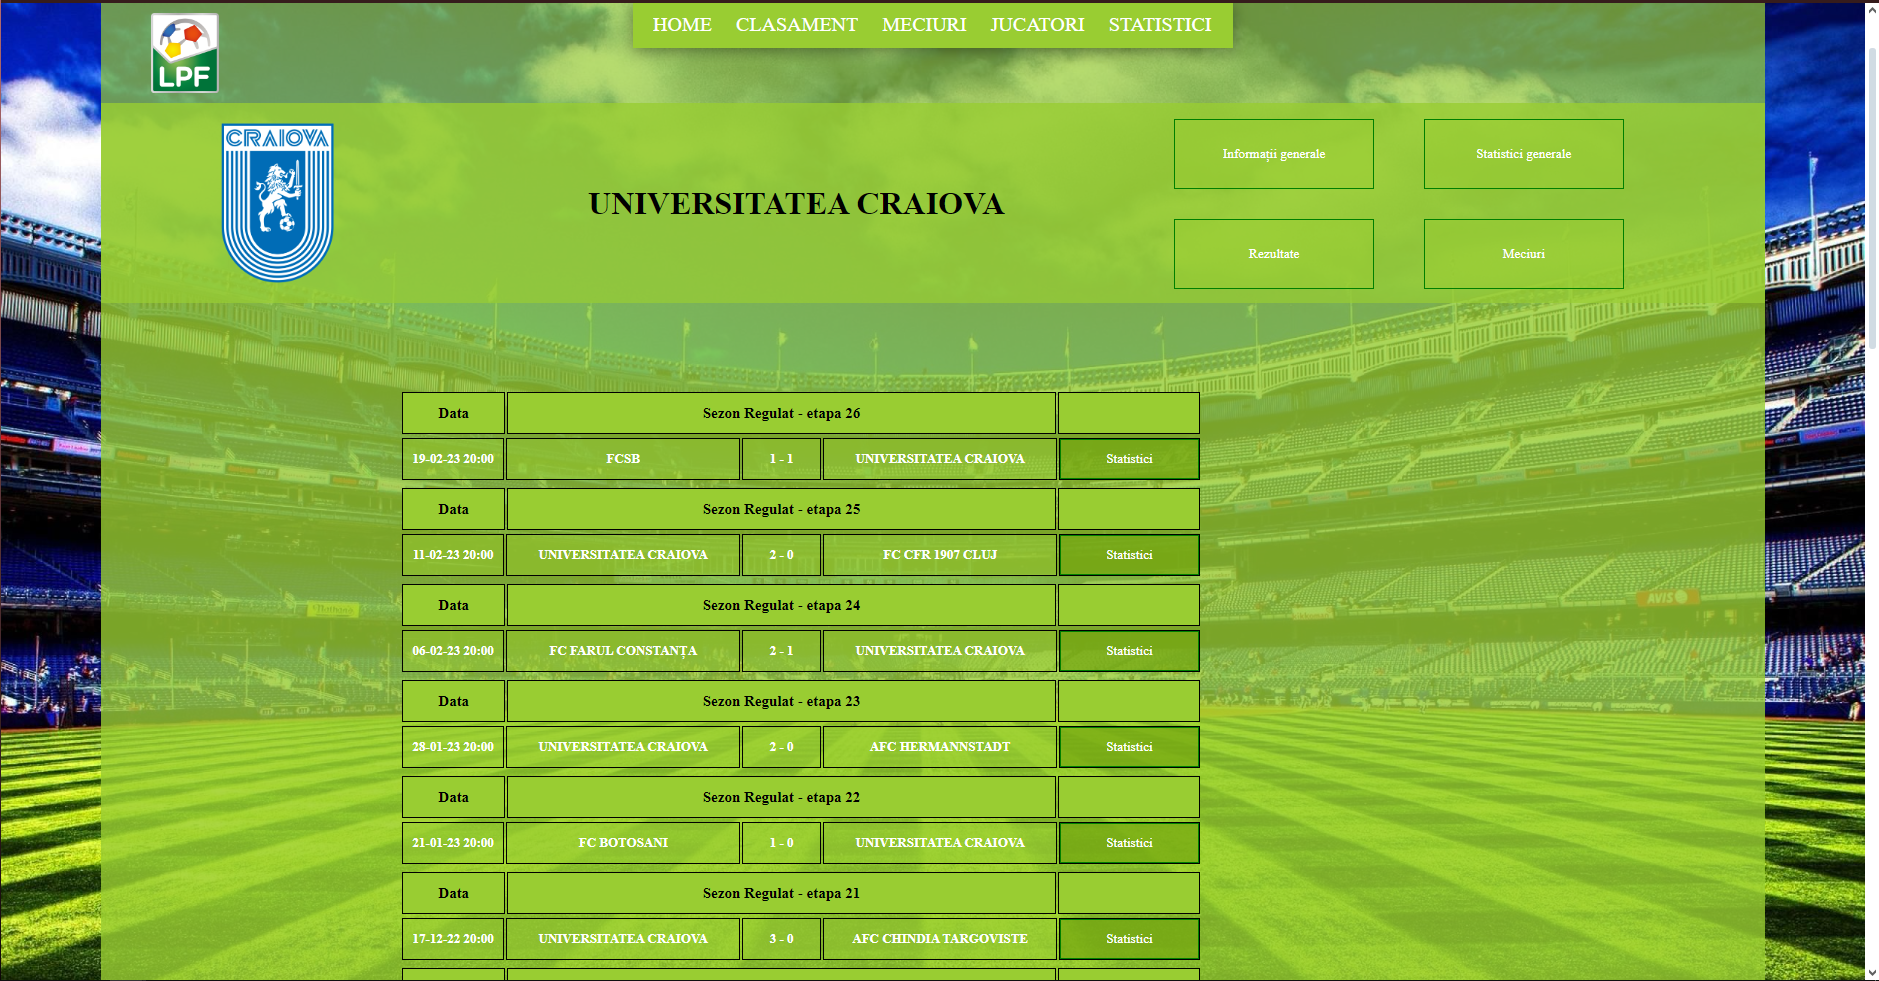 HOME CLASAMENT MECIURI JUCATORI STATISTICI
LPF
CRAIOVA
UNIVERSITATEA CRAIOVA
Informații generale
Statistici generale
Rezultate
Meciuri
Data Sezon Regulat - etapa 26
19-02-23 20:00 FCSB 1 - 1 UNIVERSITATEA CRAIOVA Statistici
Data Sezon Regulat - etapa 25
11-02-23 20:00 UNIVERSITATEA CRAIOVA 2 - 0 FC CFR 1907 CLUJ Statistici
Data Sezon Regulat - etapa 24
06-02-23 20:00 FC FARUL CONSTANȚA 2 - 1 UNIVERSITATEA CRAIOVA Statistici
Data Sezon Regulat - etapa 23
28-01-23 20:00 UNIVERSITATEA CRAIOVA 2 - 0 AFC HERMANNSTADT Statistici
Data Sezon Regulat - etapa 22
21-01-23 20:00 FC BOTOSANI 1 - 0 UNIVERSITATEA CRAIOVA Statistici
Data Sezon Regulat - etapa 21
17-12-22 20:00 UNIVERSITATEA CRAIOVA 3 - 0 AFC CHINDIA TARGOVISTE Statistici
AVIS